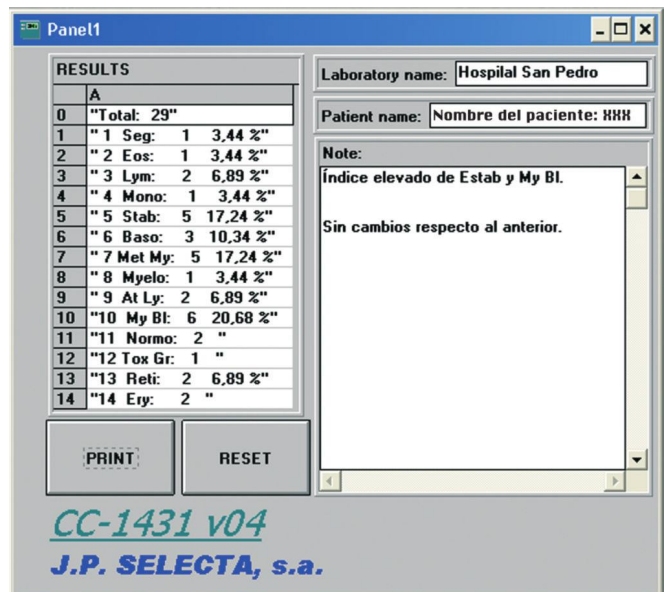 Panel1
RESULTS
A
0 "Total: 29"
1 " 1 Seg: 1 3,44 %"
2 " 2 Eos: 1 3,44 %"
3 " 3 Lym: 2 6,89 %"
4 " 4 Mono: 1 3,44 %"
5 " 5 Stab: 5 17,24 %"
6 " 6 Baso: 3 10,34 %"
7 " 7 Met My: 5 17,24 %"
8 " 8 Myelo: 1 3,44 %"
9 " 9 At Ly: 2 6,89 %"
10 "10 My Bl: 6 20,68 %"
11 "11 Normo: 2 "
12 "12 Tox Gr: 1 "
13 "13 Reti: 2 6,89 %"
14 "14 Ery: 2 "
PRINT
RESET
Laboratory name: Hospilal San Pedro
Patient name: Nombre del paciente: XXX
Note:
Índice elevado de Estab y My Bl.
Sin cambios respecto al anterior.
CC-1431 v04
J.P. SELECTA, s.a.